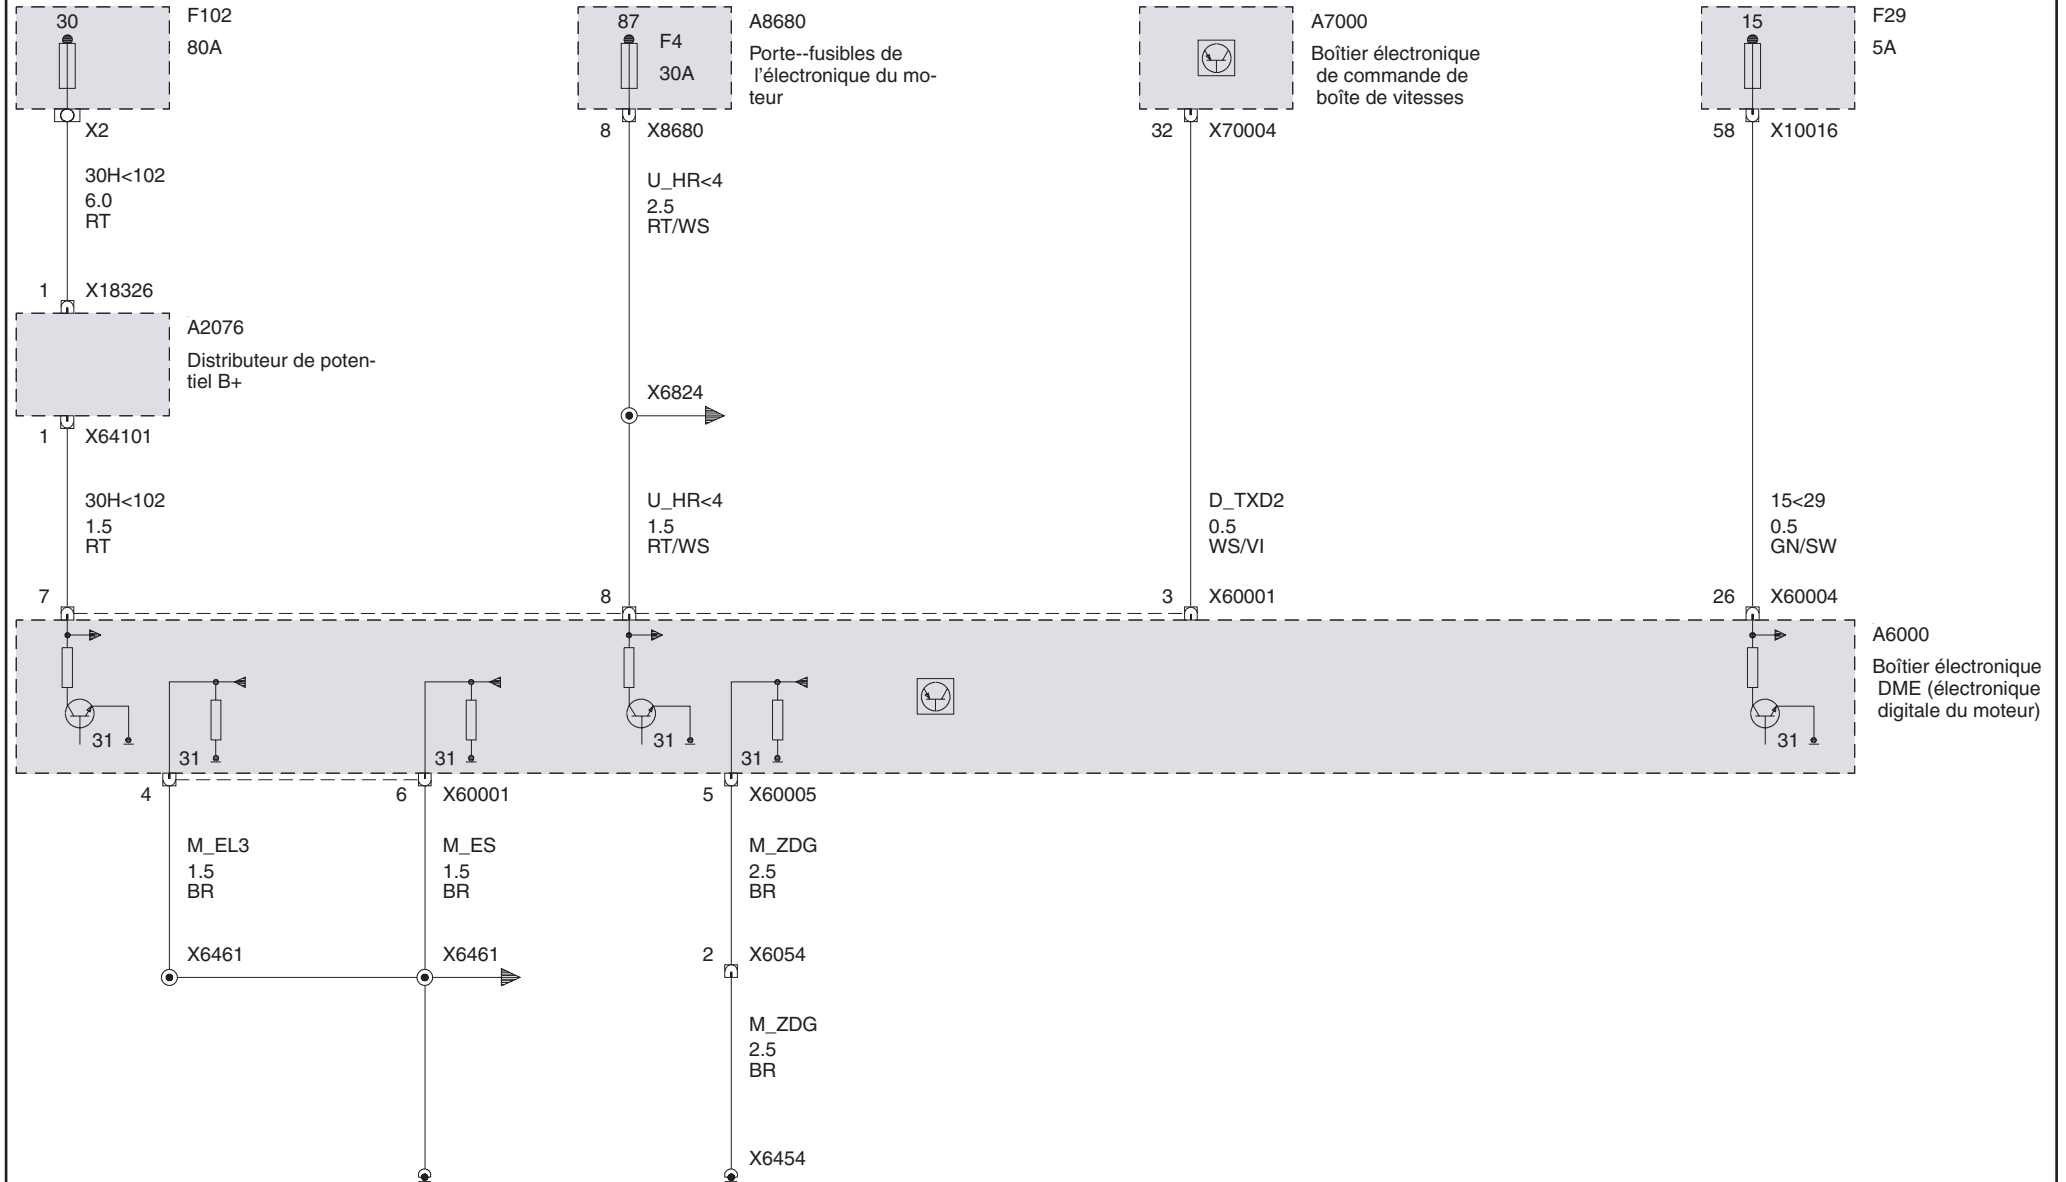 30
F102
80A
87
F4
30A
A8680
Porte--fusibles de
l'électronique du mo-
teur
A7000
Boîtier électronique
de commande de
boîte de vitesses
15
F29
5A
X2
8
X8680
32
X70004
58
X10016
30H<102
6.0
RT
U_HR<4
2.5
RT/WS
1
X18326
A2076
Distributeur de poten-
tiel B+
X6824
1
X64101
30H<102
1.5
RT
U_HR<4
1.5
RT/WS
D_TXD2
0.5
WS/VI
15<29
0.5
GN/SW
7
8
3
X60001
26
X60004
A6000
Boîtier électronique
DME (électronique
digitale du moteur)
31
31
31
31
31
31
4
6
X60001
5
X60005
M_EL3
1.5
BR
M_ES
1.5
BR
M_ZDG
2.5
BR
X6461
X6461
2
X6054
M_ZDG
2.5
BR
X6454